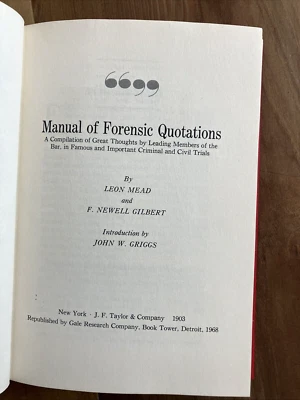 “”
Manual of Forensic Quotations
A Compilation of Great Thoughts by Leading Members of the
Bar, in Famous and Important Criminal and Civil Trials
By
LEON MEAD
and
F. NEWELL GILBERT
Introduction by
JOHN W. GRIGGS
New York · J. F. Taylor & Company 1903
Republished by Gale Research Company, Book Tower, Detroit, 1968